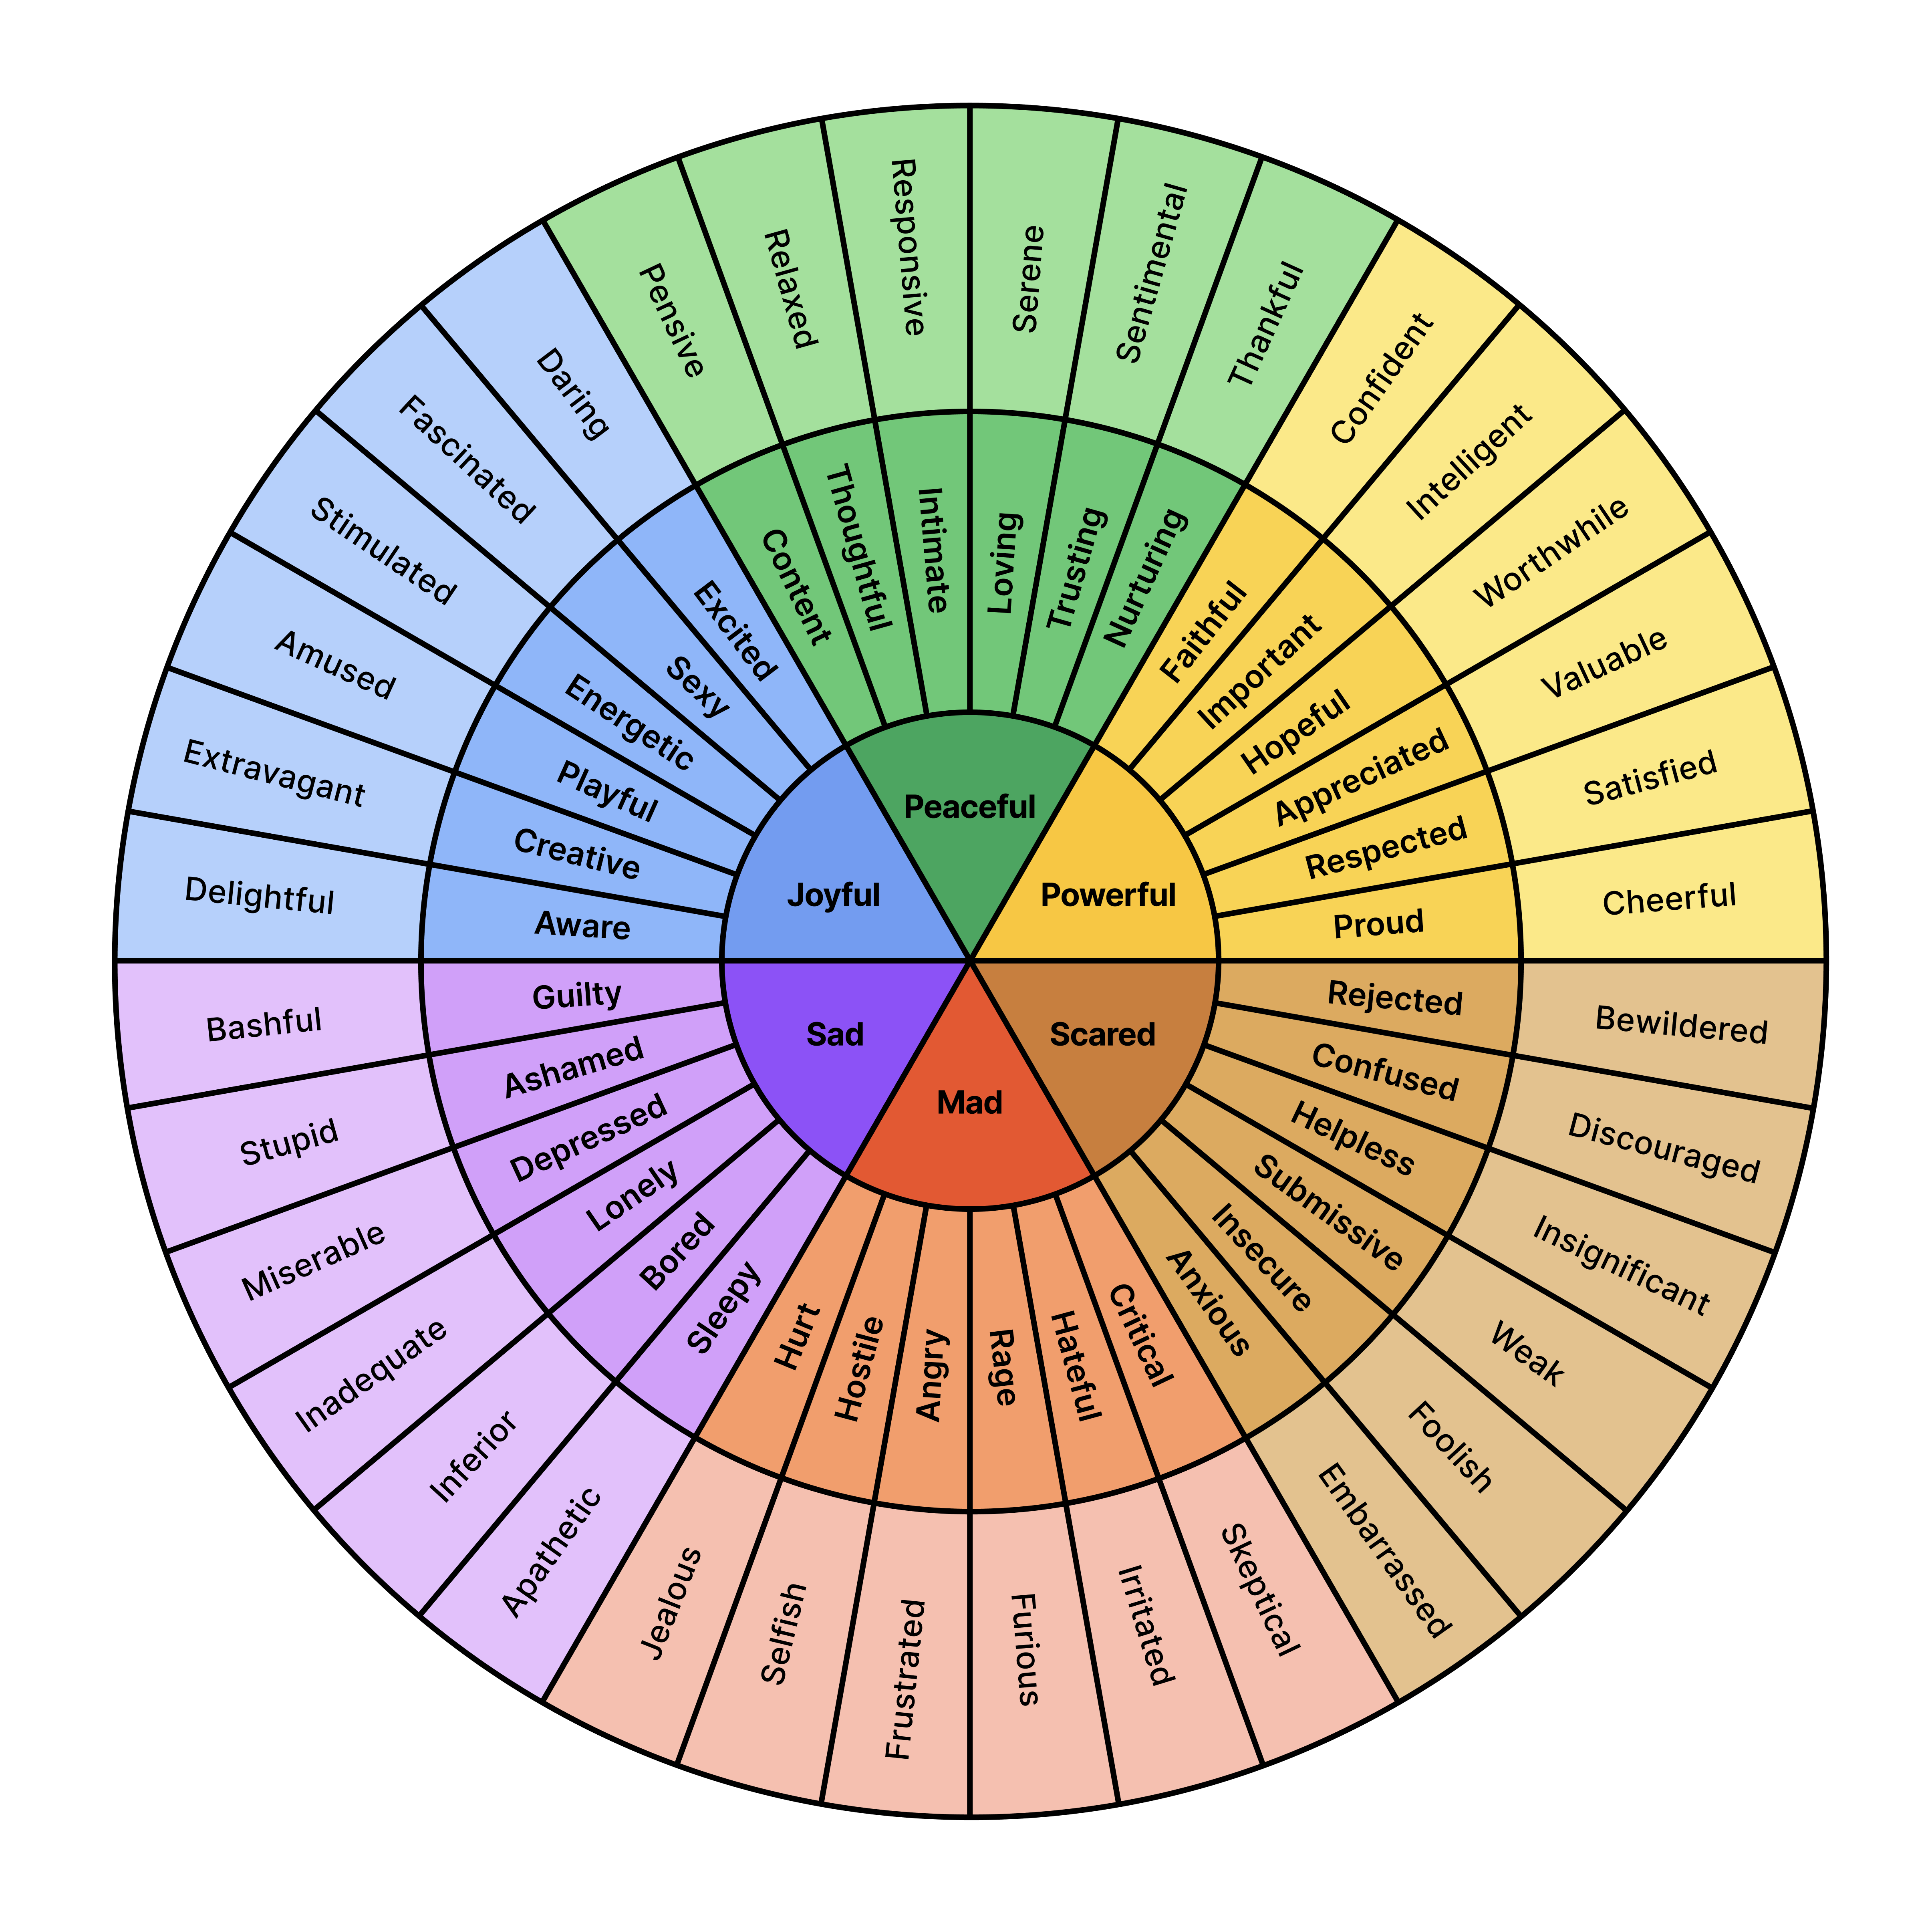 Peaceful
Powerful
Scared
Mad
Sad
Joyful
Content
Thoughtful
Intimate
Loving
Trusting
Nurturing
Faithful
Important
Hopeful
Appreciated
Respected
Proud
Rejected
Confused
Helpless
Submissive
Insecure
Anxious
Critical
Hateful
Rage
Angry
Hostile
Hurt
Sleepy
Bored
Lonely
Depressed
Ashamed
Guilty
Aware
Creative
Playful
Energetic
Sexy
Excited
Pensive
Relaxed
Responsive
Serene
Sentimental
Thankful
Confident
Intelligent
Worthwhile
Valuable
Satisfied
Cheerful
Bewildered
Discouraged
Insignificant
Weak
Foolish
Embarrassed
Skeptical
Irritated
Furious
Frustrated
Selfish
Jealous
Apathetic
Inferior
Inadequate
Miserable
Stupid
Bashful
Delightful
Extravagant
Amused
Stimulated
Fascinated
Daring